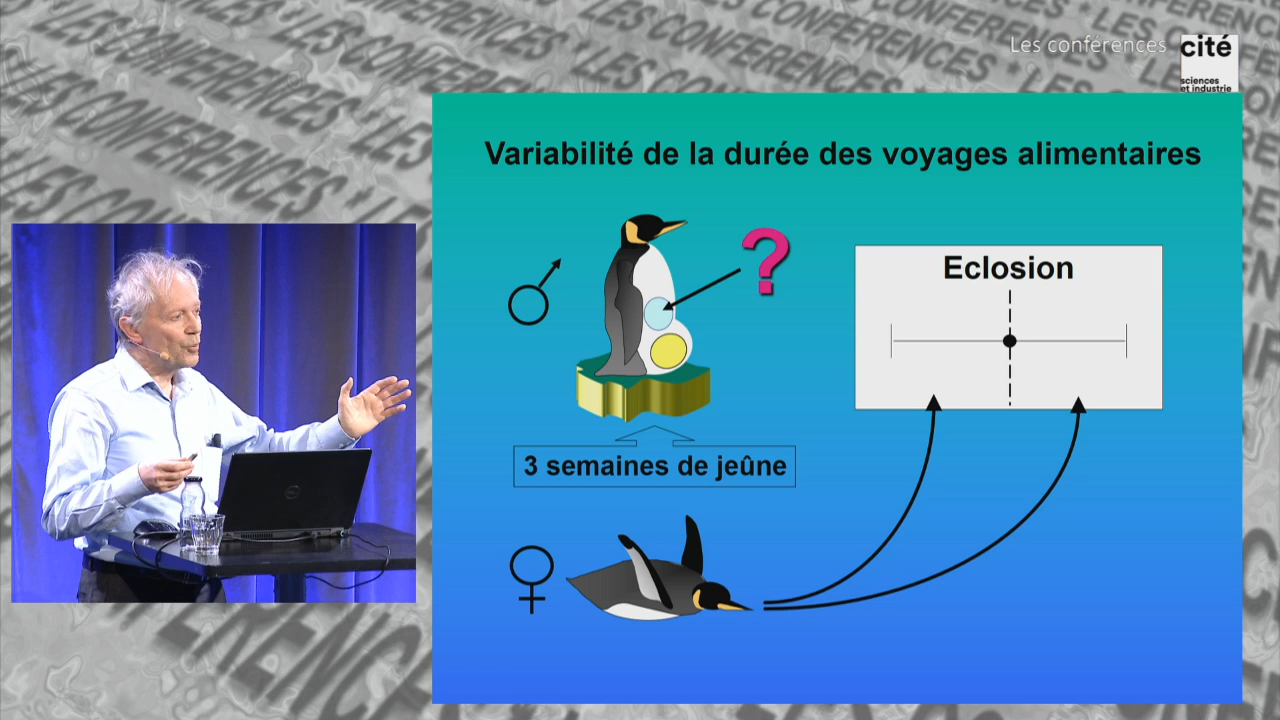 Les conférences
cité
sciences
et industrie
Variabilité de la durée des voyages alimentaires
?
Eclosion
3 semaines de jeûne